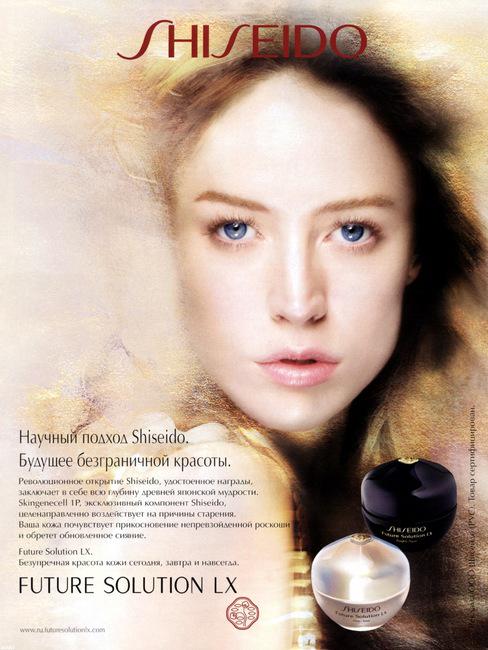 SHISEIDO
Научный подход Shiseido.
Будущее безграничной красоты.
Революционное открытие Shiseido, удостоенное награды,
заключает в себе всю глубину древней японской мудрости.
Skingenecell 1P, эксклюзивный компонент Shiseido,
целенаправленно воздействует на причины старения.
Ваша кожа почувствует прикосновение непревзойденной роскоши
и обретет обновленное сияние.
Future Solution LX.
Безупречная красота кожи сегодня, завтра и навсегда.
FUTURE SOLUTION LX
www.ru.futuresolutionlx.com
SHISEIDO
Future Solution LX
SHISEIDO
Future Solution LX
Товар сертифицирован.